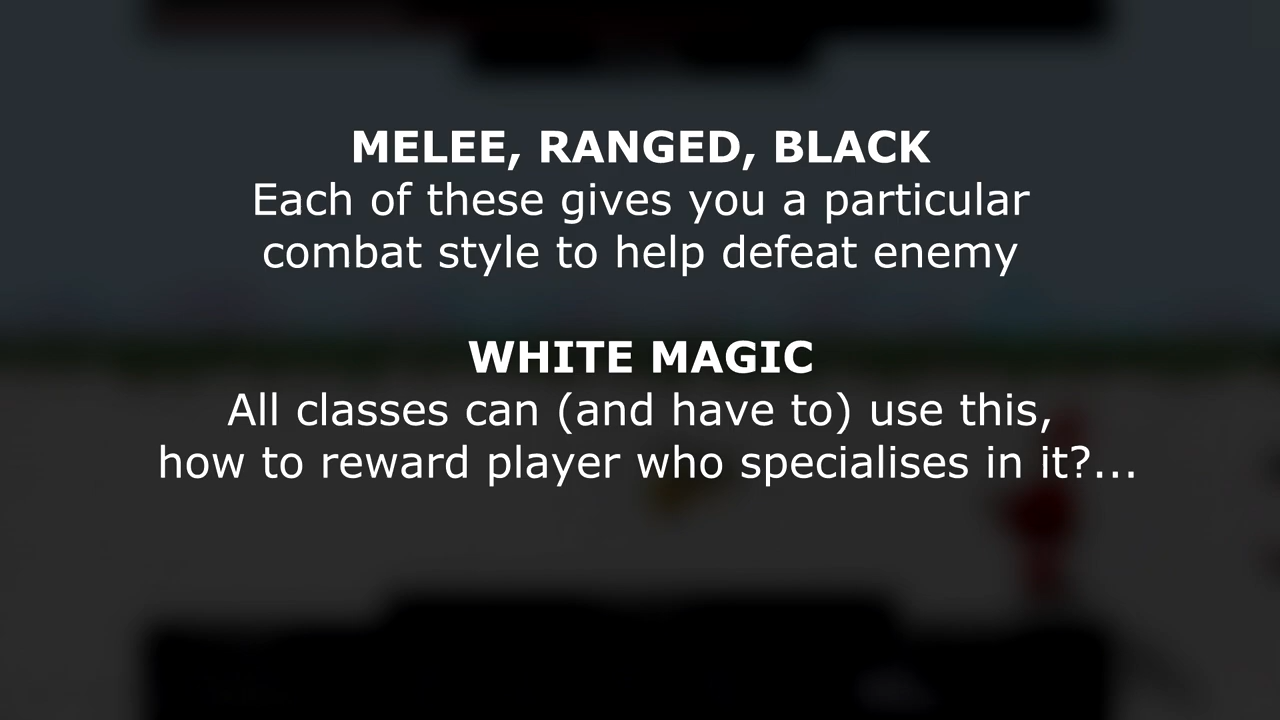 MELEE, RANGED, BLACK
Each of these gives you a particular
combat style to help defeat enemy
WHITE MAGIC
All classes can (and have to) use this,
how to reward player who specialises in it?...